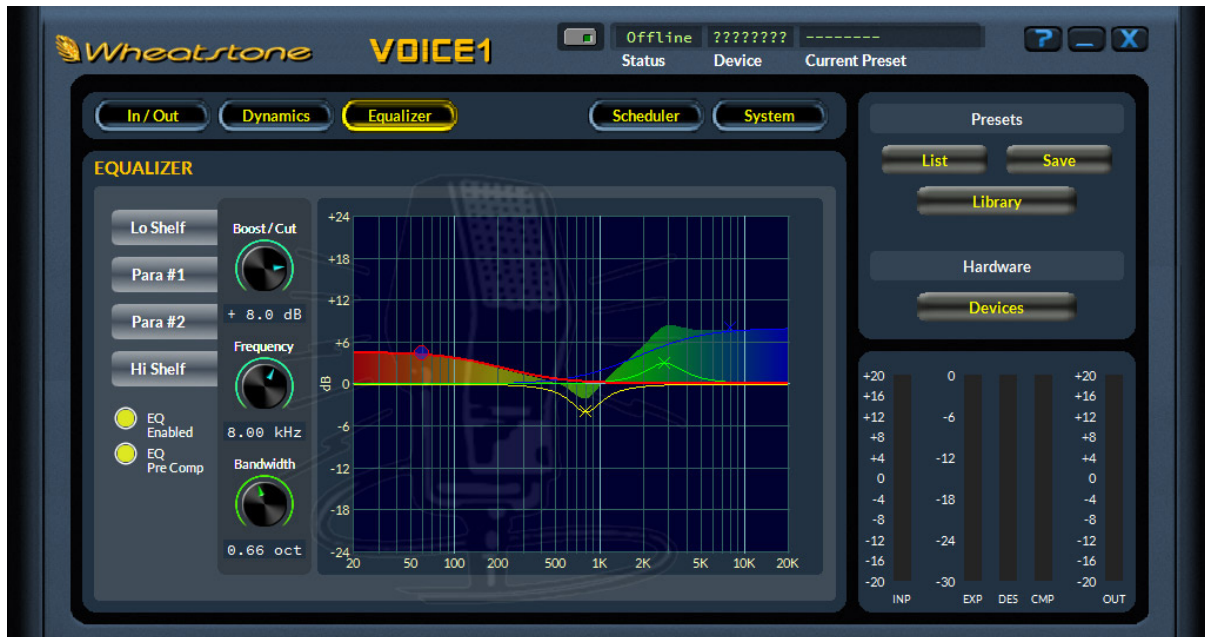 Wheatstone VOICE1
Offline ???????? --------
Status Device Current Preset
? _ X
In / Out Dynamics Equalizer Scheduler System
EQUALIZER
Lo Shelf
Para #1
Para #2
Hi Shelf
EQ
Enabled
EQ
Pre Comp
Boost / Cut
+ 8.0 dB
Frequency
8.00 kHz
Bandwidth
0.66 oct
+24
+18
+12
+6
0
-6
-12
-18
-24
dB
20 50 100 200 500 1K 2K 5K 10K 20K
Presets
List Save
Library
Hardware
Devices
+20 0 +20
+16 +16
+12 -6 +12
+8 +8
+4 -12 +4
0 0
-4 -18 -4
-8 -8
-12 -24 -12
-16 -16
-20 -30 -20
INP EXP DES CMP OUT